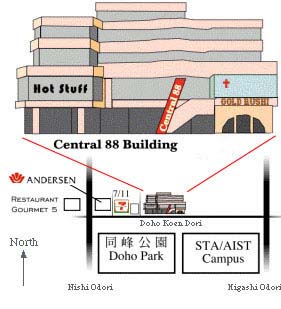 Hot Stuff
Central 88
GOLD RUSH!
Central 88 Building
ANDERSEN
7/11
RESTAURANT
GOURMET 5
7
Doho Koen Dori
North
同峰公園
Doho Park
STA/AIST
Campus
Nishi Odori
Higashi Odori